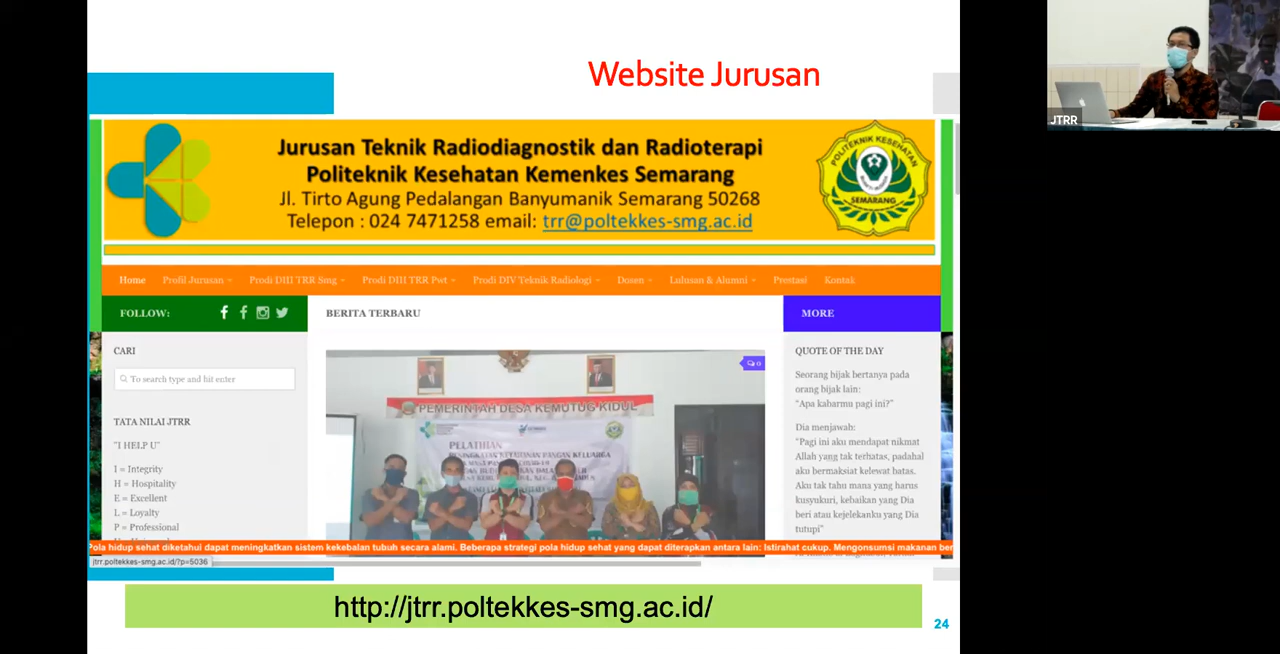 Website Jurusan
Jurusan Teknik Radiodiagnostik dan Radioterapi
Politeknik Kesehatan Kemenkes Semarang
Jl. Tirto Agung Pedalangan Banyumanik Semarang 50268
Telepon : 024 7471258 email: trr@poltekkes-smg.ac.id
POLITEKNIK KESEHATAN
SEMARANG
JTRR
Home Profil Jurusan Prodi DIII TRR Smg Prodi DIII TRR Pwt Prodi DIV Teknik Radiologi Dosen Lulusan & Alumni Prestasi Kontak
FOLLOW:
CARI
To search type and hit enter
TATA NILAI JTRR
"I HELP U"
I = Integrity
H = Hospitality
E = Excellent
L = Loyalty
P = Professional
BERITA TERBARU
0
PEMERINTAH DESA KEMUTUG KIDUL
PELATIHAN
MORE
QUOTE OF THE DAY
Seorang bijak bertanya pada
orang bijak lain:
“Apa kabarmu pagi ini?”
Dia menjawab:
“Pagi ini aku mendapat nikmat
Allah yang tak terbatas, padahal
aku bermaksiat kelewat batas.
Aku tak tahu mana yang harus
kusyukuri, kebaikan yang Dia
beri atau kejelekanku yang Dia
tutupi”
Pola hidup sehat diketahui dapat meningkatkan sistem kekebalan tubuh secara alami. Beberapa strategi pola hidup sehat yang dapat diterapkan antara lain: Istirahat cukup. Mengonsumsi makanan ber
jtrr.poltekkes-smg.ac.id/?p=5036
http://jtrr.poltekkes-smg.ac.id/
24